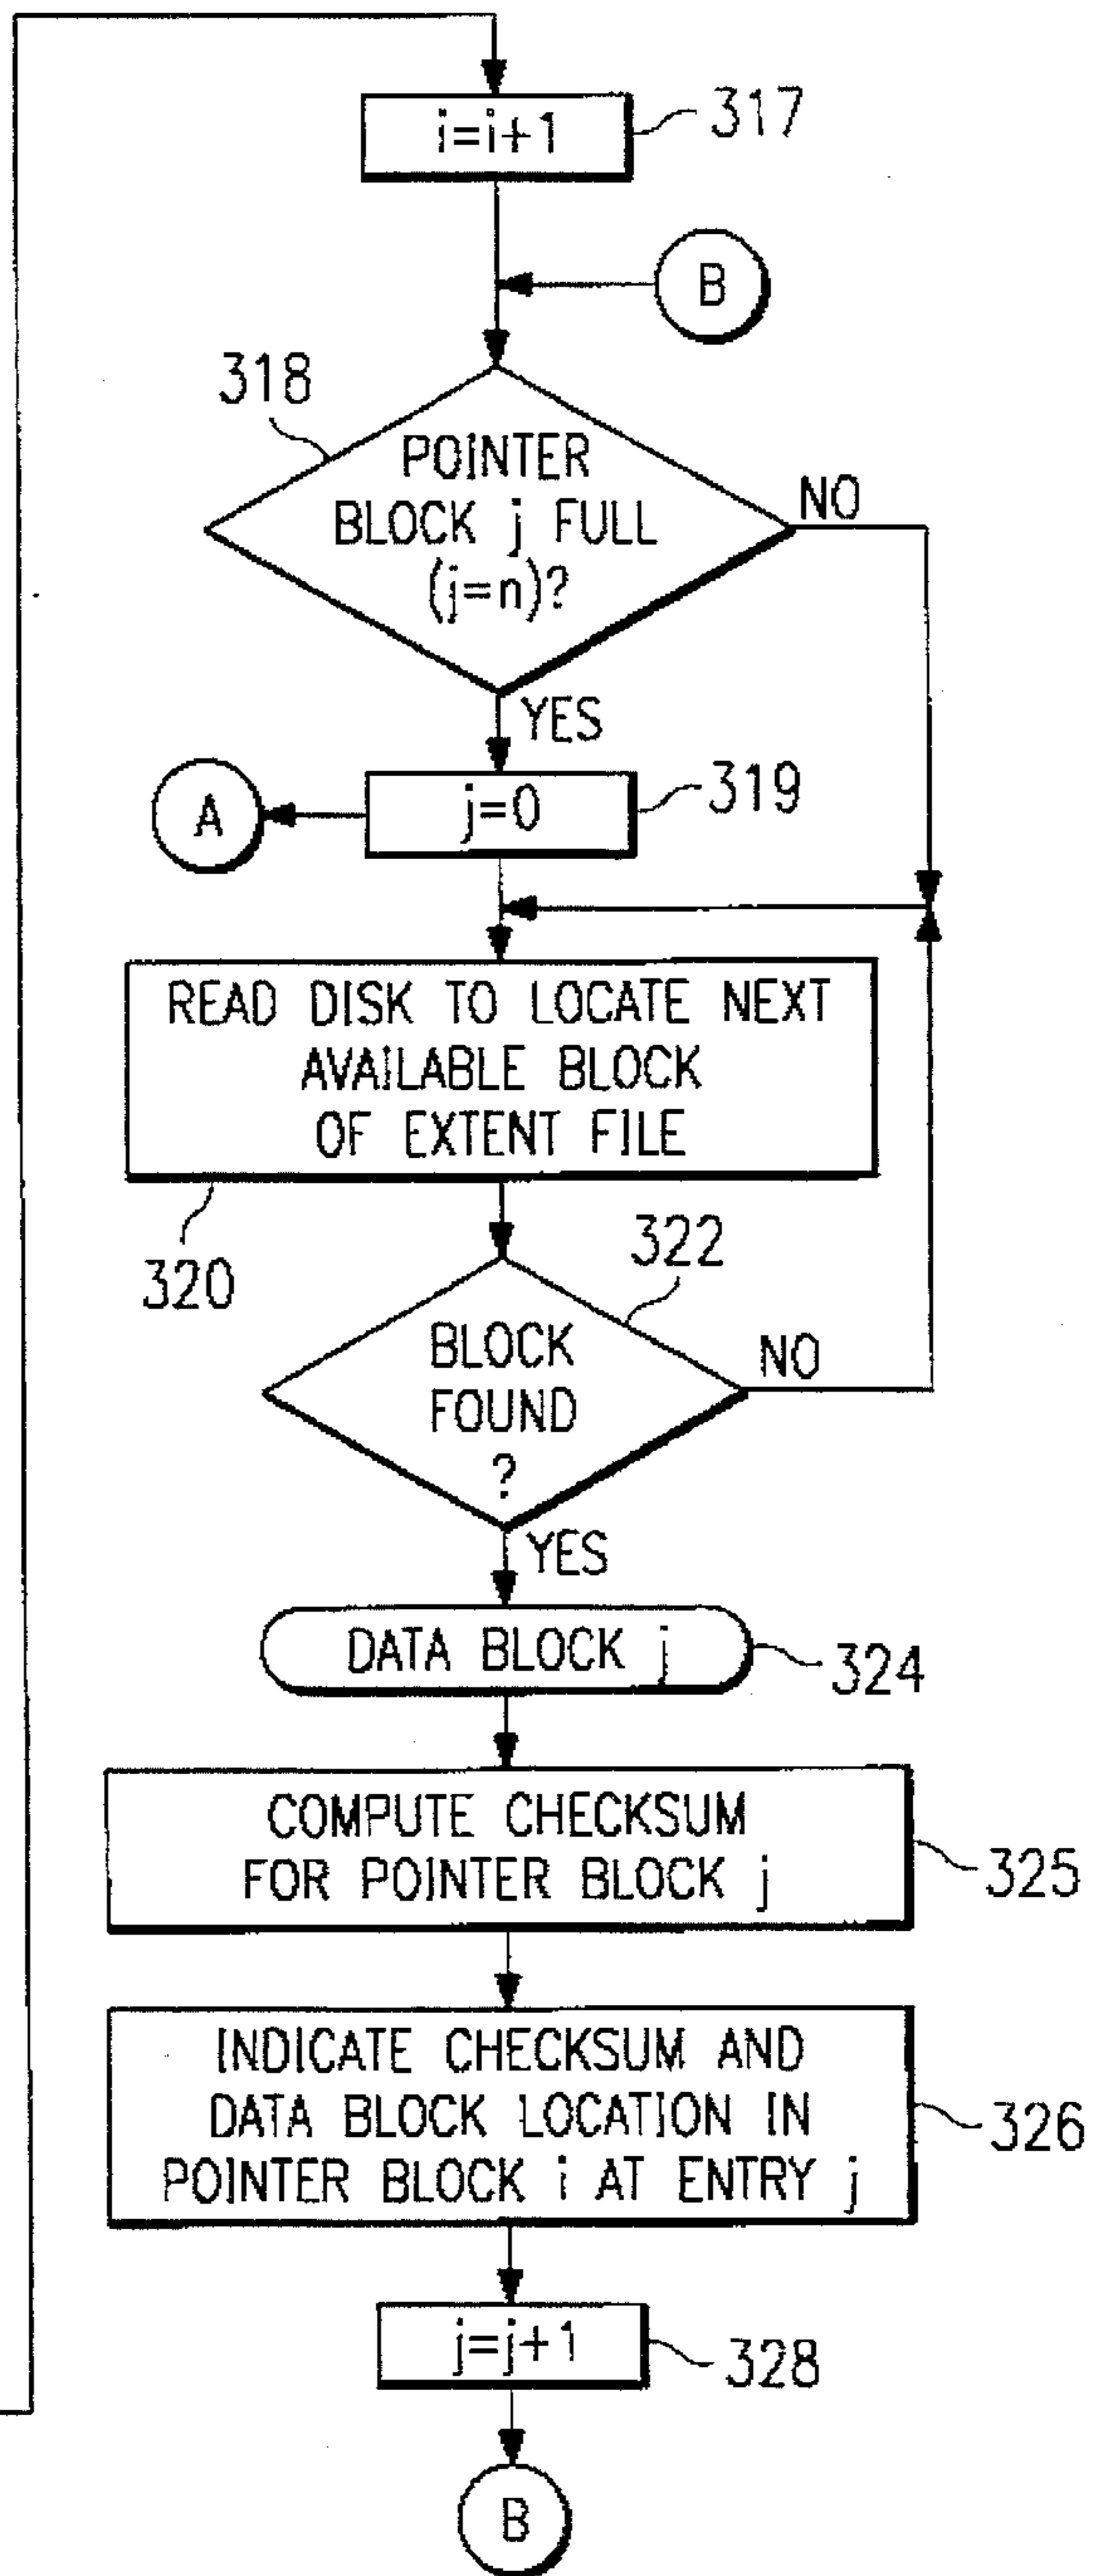 i=i+1
317
B
318
POINTER
BLOCK j FULL
(j=n)?
NO
YES
A
j=0
319
READ DISK TO LOCATE NEXT
AVAILABLE BLOCK
OF EXTENT FILE
320
322
BLOCK
FOUND
?
NO
YES
DATA BLOCK j
324
COMPUTE CHECKSUM
FOR POINTER BLOCK j
325
INDICATE CHECKSUM AND
DATA BLOCK LOCATION IN
POINTER BLOCK i AT ENTRY j
326
j=j+1
328
B